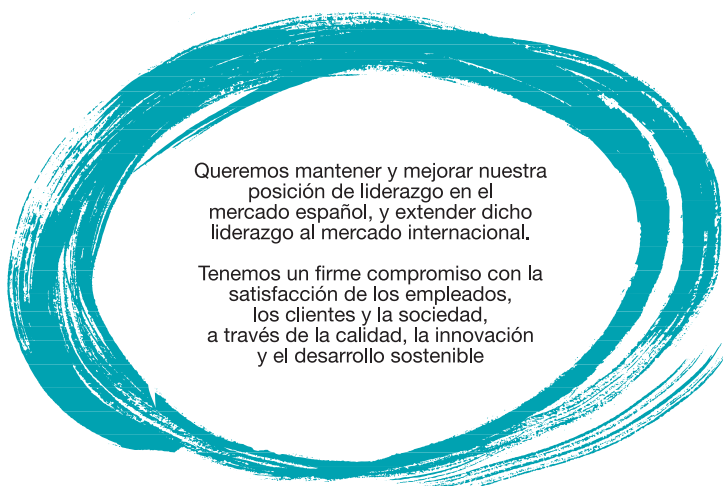 Queremos mantener y mejorar nuestra
posición de liderazgo en el
mercado español, y extender dicho
liderazgo al mercado internacional.
Tenemos un firme compromiso con la
satisfacción de los empleados,
los clientes y la sociedad,
a través de la calidad, la innovación
y el desarrollo sostenible